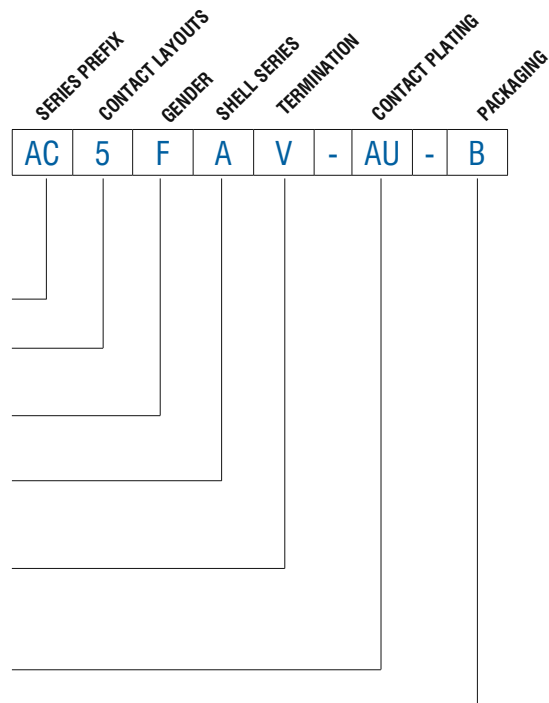 SERIES PREFIX
CONTACT LAYOUTS
GENDER
SHELL SERIES
TERMINATION
CONTACT PLATING
PACKAGING
AC 5 F A V - AU - B